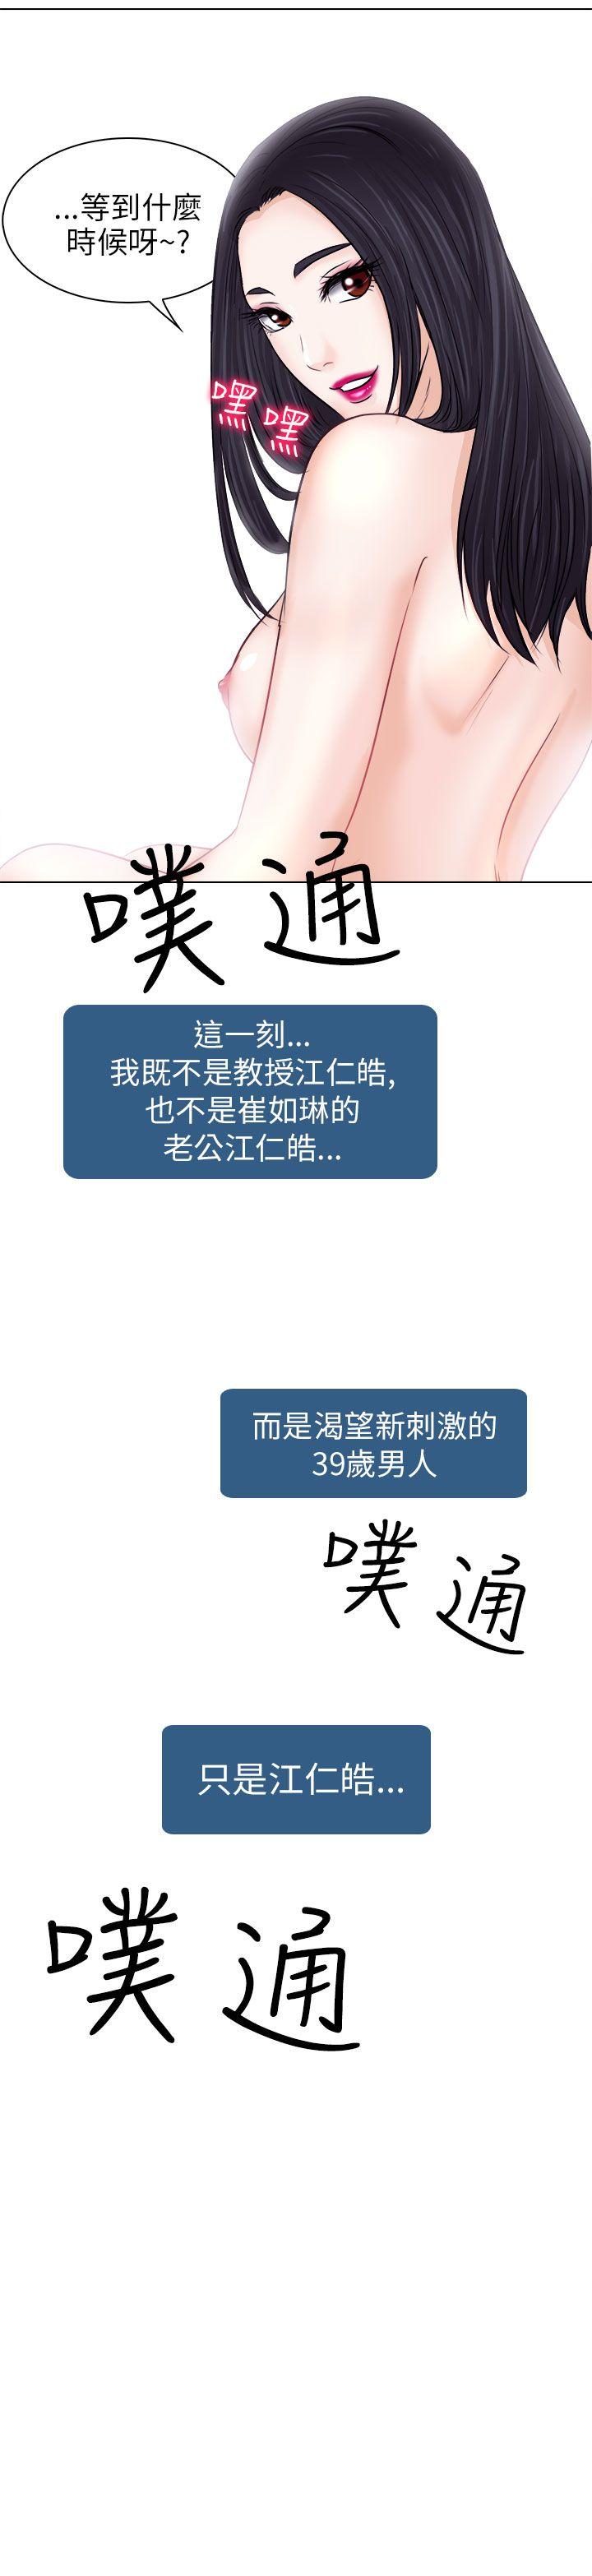 ...等到什麼
時候呀~?
嘿嘿
噗通
這一刻...
我既不是教授江仁皓,
也不是崔如琳的
老公江仁皓...
而是渴望新刺激的
39歲男人
噗通
只是江仁皓...
噗通